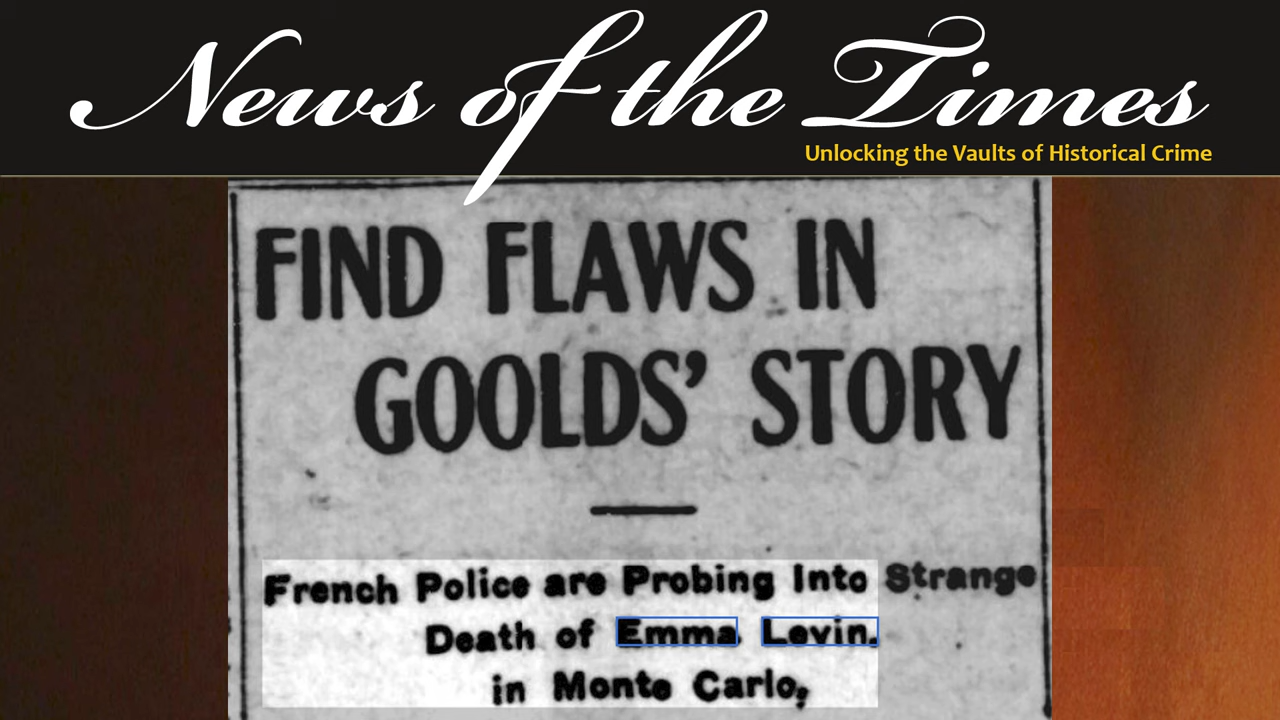 News of the Times
Unlocking the Vaults of Historical Crime
FIND FLAWS IN
GOOLDS' STORY
French Police are Probing Into Strange
Death of Emma Levin.
in Monte Carlo,